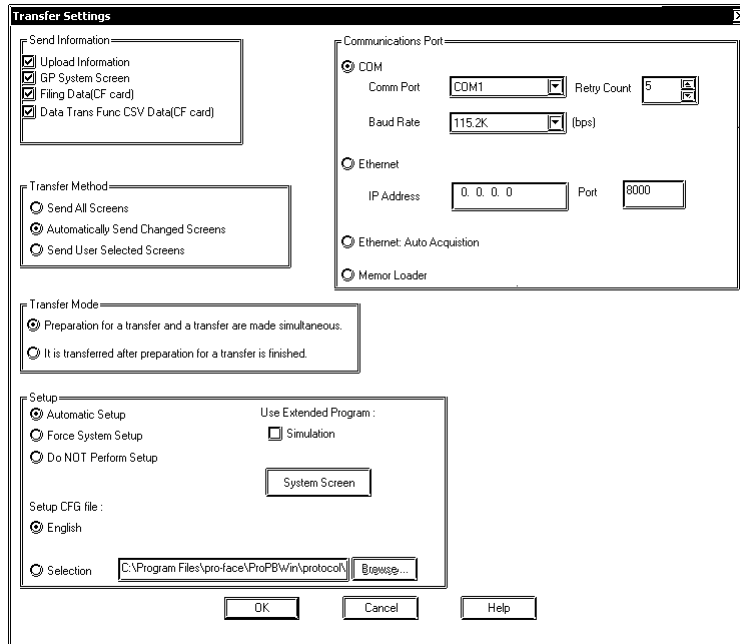 Transfer Settings
Send Information
Upload Information
GP System Screen
Filing Data(CF card)
Data Trans Func CSV Data(CF card)
Communications Port
COM
Comm Port COM1 Retry Count 5
Baud Rate 115.2K (bps)
Ethernet
IP Address 0. 0. 0. 0 Port 8000
Ethernet: Auto Acquistion
Memor Loader
Transfer Method
Send All Screens
Automatically Send Changed Screens
Send User Selected Screens
Transfer Mode
Preparation for a transfer and a transfer are made simultaneous.
It is transferred after preparation for a transfer is finished.
Setup
Automatic Setup
Force System Setup
Do NOT Perform Setup
Use Extended Program :
Simulation
System Screen
Setup CFG file :
English
Selection C:\Program Files\pro-face\ProPBWin\protocol\ Browse...
OK Cancel Help